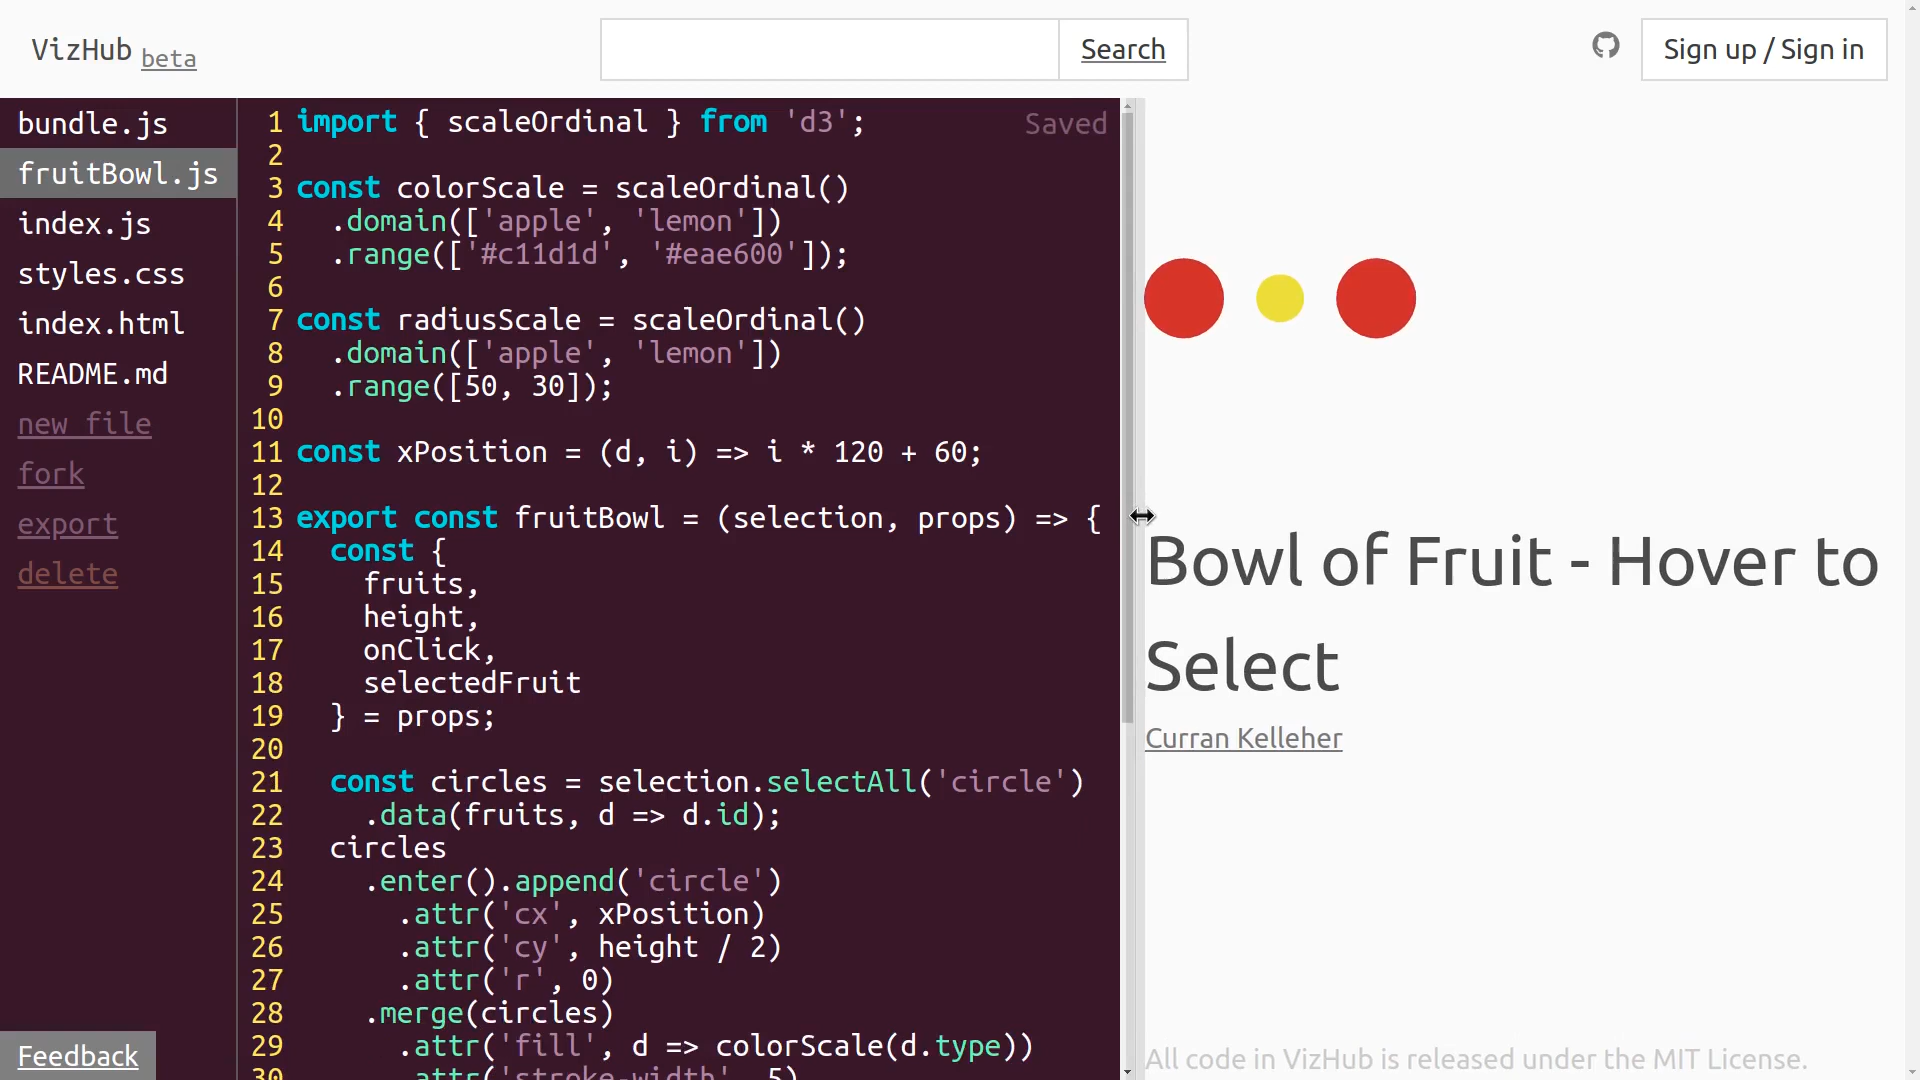 VizHub beta
Search
Sign up / Sign in
bundle.js
fruitBowl.js
index.js
styles.css
index.html
README.md
new file
fork
export
delete
Feedback
Saved
1 import { scaleOrdinal } from 'd3';
2
3 const colorScale = scaleOrdinal()
4 .domain(['apple', 'lemon'])
5 .range(['#c11d1d', '#eae600']);
6
7 const radiusScale = scaleOrdinal()
8 .domain(['apple', 'lemon'])
9 .range([50, 30]);
10
11 const xPosition = (d, i) => i * 120 + 60;
12
13 export const fruitBowl = (selection, props) => {
14 const {
15 fruits,
16 height,
17 onClick,
18 selectedFruit
19 } = props;
20
21 const circles = selection.selectAll('circle')
22 .data(fruits, d => d.id);
23 circles
24 .enter().append('circle')
25 .attr('cx', xPosition)
26 .attr('cy', height / 2)
27 .attr('r', 0)
28 .merge(circles)
29 .attr('fill', d => colorScale(d.type))
30 .attr('stroke-width', 5)
Bowl of Fruit - Hover to
Select
Curran Kelleher
All code in VizHub is released under the MIT License.